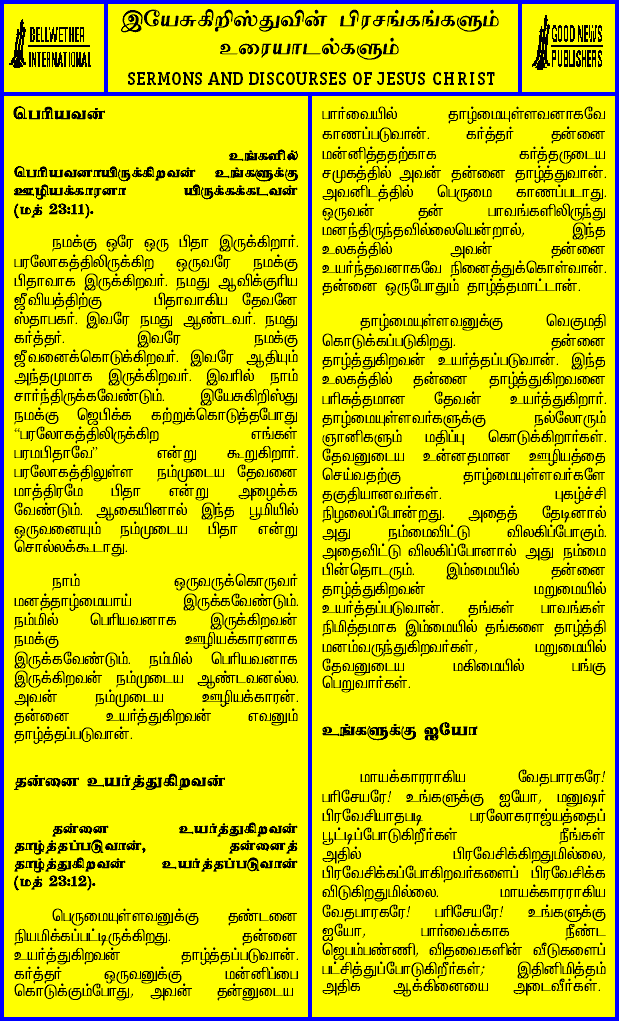 BELLWETHER
INTERNATIONAL
இயேசுகிறிஸ்துவின் பிரசங்கங்களும்
உரையாடல்களும்
SERMONS AND DISCOURSES OF JESUS CHRIST
GOOD NEWS
PUBLISHERS
பெரியவன்
உங்களில்
பெரியவனாயிருக்கிறவன் உங்களுக்கு
ஊழியக்காரனா யிருக்கக்கடவன்
(மத் 23:11).
நமக்கு ஒரே ஒரு பிதா இருக்கிறார்.
பரலோகத்திலிருக்கிற ஒருவரே நமக்கு
பிதாவாக இருக்கிறவர். நமது ஆவிக்குரிய
ஜீவியத்திற்கு பிதாவாகிய தேவனே
ஸ்தாபகர். இவரே நமது ஆண்டவர். நமது
கர்த்தர். இவரே நமக்கு
ஜீவனைக்கொடுக்கிறவர். இவரே ஆதியும்
அந்தமுமாக இருக்கிறவர். இவரில் நாம்
சார்ந்திருக்கவேண்டும். இயேசுகிறிஸ்து
நமக்கு ஜெபிக்க கற்றுக்கொடுத்தபோது
“பரலோகத்திலிருக்கிற எங்கள்
பரமபிதாவே” என்று கூறுகிறார்.
பரலோகத்திலுள்ள நம்முடைய தேவனை
மாத்திரமே பிதா என்று அழைக்க
வேண்டும். ஆகையினால் இந்த பூமியில்
ஒருவனையும் நம்முடைய பிதா என்று
சொல்லக்கூடாது.
நாம் ஒருவருக்கொருவர்
மனத்தாழ்மையாய் இருக்கவேண்டும்.
நம்மில் பெரியவனாக இருக்கிறவன்
நமக்கு ஊழியக்காரனாக
இருக்கவேண்டும். நம்மில் பெரியவனாக
இருக்கிறவன் நம்முடைய ஆண்டவனல்ல.
அவன் நம்முடைய ஊழியக்காரன்.
தன்னை உயர்த்துகிறவன் எவனும்
தாழ்த்தப்படுவான்.
தன்னை உயர்த்துகிறவன்
தன்னை உயர்த்துகிறவன்
தாழ்த்தப்படுவான், தன்னைத்
தாழ்த்துகிறவன் உயர்த்தப்படுவான்
(மத் 23:12).
பெருமையுள்ளவனுக்கு தண்டனை
நியமிக்கப்பட்டிருக்கிறது. தன்னை
உயர்த்துகிறவன் தாழ்த்தப்படுவான்.
கர்த்தர் ஒருவனுக்கு மன்னிப்பை
கொடுக்கும்போது, அவன் தன்னுடைய
பார்வையில் தாழ்மையுள்ளவனாகவே
காணப்படுவான். கர்த்தர் தன்னை
மன்னித்ததற்காக கர்த்தருடைய
சமுகத்தில் அவன் தன்னை தாழ்த்துவான்.
அவனிடத்தில் பெருமை காணப்படாது.
ஒருவன் தன் பாவங்களிலிருந்து
மனந்திருந்தவில்லையென்றால், இந்த
உலகத்தில் அவன் தன்னை
உயர்ந்தவனாகவே நினைத்துக்கொள்வான்.
தன்னை ஒருபோதும் தாழ்த்தமாட்டான்.
தாழ்மையுள்ளவனுக்கு வெகுமதி
கொடுக்கப்படுகிறது. தன்னை
தாழ்த்துகிறவன் உயர்த்தப்படுவான். இந்த
உலகத்தில் தன்னை தாழ்த்துகிறவனை
பரிசுத்தமான தேவன் உயர்த்துகிறார்.
தாழ்மையுள்ளவர்களுக்கு நல்லோரும்
ஞானிகளும் மதிப்பு கொடுக்கிறார்கள்.
தேவனுடைய உன்னதமான ஊழியத்தை
செய்வதற்கு தாழ்மையுள்ளவர்களே
தகுதியானவர்கள். புகழ்ச்சி
நிழலைப்போன்றது. அதைத் தேடினால்
அது நம்மைவிட்டு விலகிப்போகும்.
அதைவிட்டு விலகிப்போனால் அது நம்மை
பின்தொடரும். இம்மையில் தன்னை
தாழ்த்துகிறவன் மறுமையில்
உயர்த்தப்படுவான். தங்கள் பாவங்கள்
நிமித்தமாக இம்மையில் தங்களை தாழ்த்தி
மனம்வருந்துகிறவர்கள், மறுமையில்
தேவனுடைய மகிமையில் பங்கு
பெறுவார்கள்.
உங்களுக்கு ஐயோ
மாயக்காரராகிய வேதபாரகரே!
பரிசேயரே! உங்களுக்கு ஐயோ, மனுஷர்
பிரவேசியாதபடி பரலோகராஜ்யத்தைப்
பூட்டிப்போடுகிறீர்கள் நீங்கள்
அதில் பிரவேசிக்கிறதுமில்லை,
பிரவேசிக்கப்போகிறவர்களைப் பிரவேசிக்க
விடுகிறதுமில்லை. மாயக்காரராகிய
வேதபாரகரே! பரிசேயரே! உங்களுக்கு
ஐயோ, பார்வைக்காக நீண்ட
ஜெபம்பண்ணி, விதவைகளின் வீடுகளைப்
பட்சித்துப்போடுகிறீர்கள்; இதினிமித்தம்
அதிக ஆக்கினையை அடைவீர்கள்.